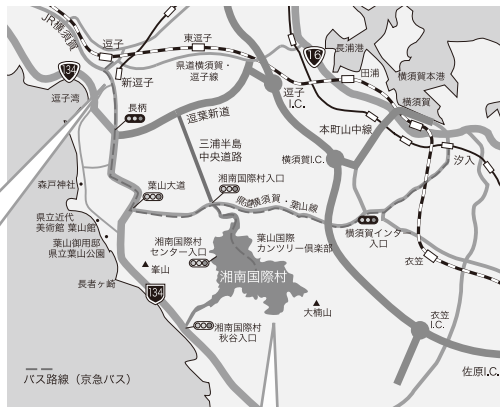 JR横須賀
逗子
東逗子
16
長浦港
134
新逗子
県道横須賀・
逗子線
田浦
横須賀本港
逗子
I.C.
横須賀
逗子湾
長柄
逗葉新道
本町山中線
三浦半島
中央道路
横須賀I.C.
汐入
森戸神社
葉山大道
湘南国際村入口
県道横須賀・葉山線
県立近代
美術館 葉山館
横須賀インター
入口
葉山御用邸
県立葉山公園
湘南国際村
センター入口
葉山国際
カンツリー倶楽部
衣笠
峯山
湘南国際村
長者ヶ崎
134
大楠山
湘南国際村
秋谷入口
衣笠
I.C.
佐原I.C.
バス路線（京急バス）